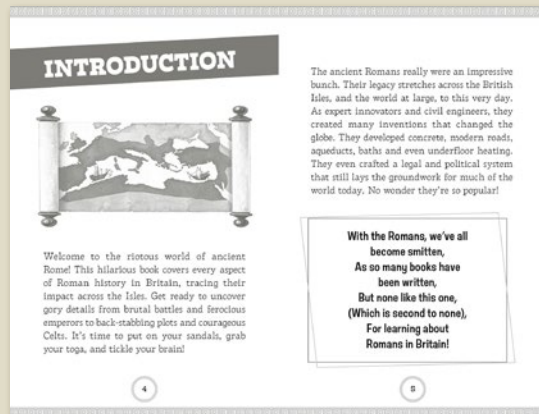 INTRODUCTION
Welcome to the riotous world of ancient
Rome! This hilarious book covers every aspect
of Roman history in Britain, tracing their
impact across the Isles. Get ready to uncover
gory details from brutal battles and ferocious
emperors to back-stabbing plots and courageous
Celts. It's time to put on your sandals, grab
your toga, and tickle your brain!
4
The ancient Romans really were an impressive
bunch. Their legacy stretches across the British
Isles, and the world at large, to this very day.
As expert innovators and civil engineers, they
created many inventions that changed the
globe. They developed concrete, modern roads,
aqueducts, baths and even underfloor heating.
They even crafted a legal and political system
that still lays the groundwork for much of the
world today. No wonder they're so popular!
With the Romans, we've all
become smitten,
As so many books have
been written,
But none like this one,
(Which is second to none),
For learning about
Romans in Britain!
5